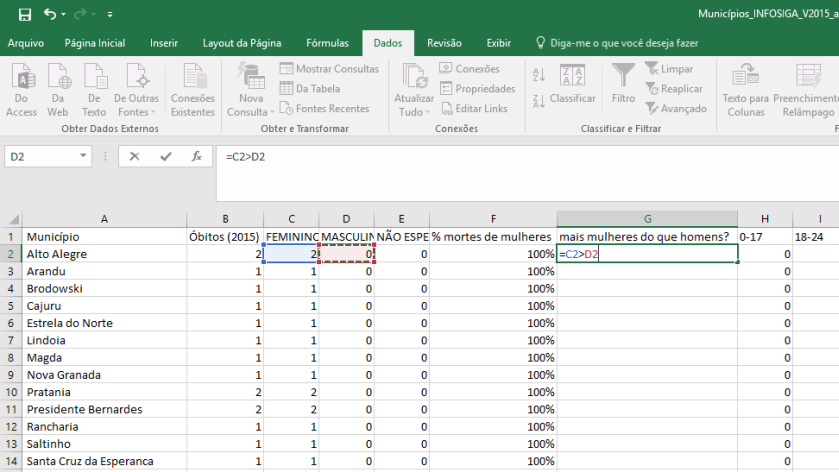 Municípios_INFOSIGA_V2015_a
Arquivo Página Inicial Inserir Layout da Página Fórmulas Dados Revisão Exibir Diga-me o que você deseja fazer
Do Access
Da Web
De Texto
De Outras Fontes
Conexões Existentes
Obter Dados Externos
Nova Consulta
Mostrar Consultas
Da Tabela
Fontes Recentes
Obter e Transformar
Atualizar Tudo
Conexões
Propriedades
Editar Links
Conexões
Classificar
Filtro
Limpar
Reaplicar
Avançado
Classificar e Filtrar
Texto para Colunas
Preenchimento Relâmpago
F
D2 fx =C2>D2
A B C D E F G H I
1 Município Óbitos (2015) FEMININO MASCULIN NÃO ESPE % mortes de mulheres mais mulheres do que homens? 0-17 18-24
2 Alto Alegre 2 2 0 0 100% =C2>D2 0
3 Arandu 1 1 0 0 100% 0
4 Brodowski 1 1 0 0 100% 0
5 Cajuru 1 1 0 0 100% 0
6 Estrela do Norte 1 1 0 0 100% 0
7 Lindoia 1 1 0 0 100% 0
8 Magda 1 1 0 0 100% 0
9 Nova Granada 1 1 0 0 100% 0
10 Pratania 2 2 0 0 100% 0
11 Presidente Bernardes 2 2 0 0 100% 0
12 Rancharia 1 1 0 0 100% 0
13 Saltinho 1 1 0 0 100% 0
14 Santa Cruz da Esperanca 1 1 0 0 100% 0